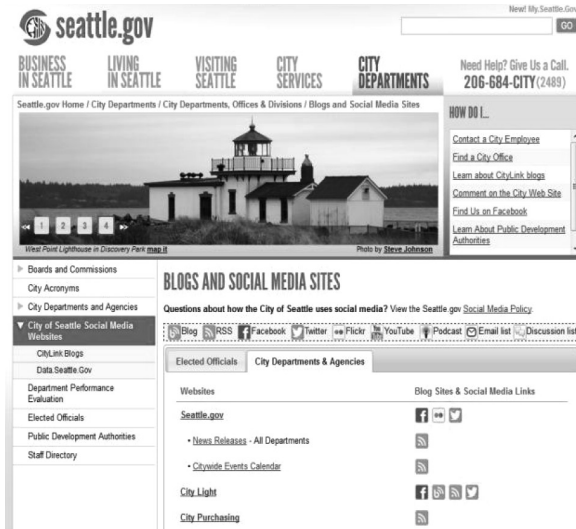 New! My.Seattle.Gov
seattle.gov
GO
BUSINESS
IN SEATTLE
LIVING
IN SEATTLE
VISITING
SEATTLE
CITY
SERVICES
CITY
DEPARTMENTS
Need Help? Give Us a Call.
206-684-CITY(2489)
Seattle.gov Home / City Departments / City Departments, Offices & Divisions / Blogs and Social Media Sites
1 2 3 4
West Point Lighthouse in Discovery Park map it
Photo by Steve Johnson
HOW DO I...
Contact a City Employee
Find a City Office
Learn about CityLink blogs
Comment on the City Web Site
Find Us on Facebook
Learn About Public Development
Authorities
Boards and Commissions
City Acronyms
City Departments and Agencies
City of Seattle Social Media
Websites
CityLink Blogs
Data.Seattle.Gov
Department Performance
Evaluation
Elected Officials
Public Development Authorities
Staff Directory
BLOGS AND SOCIAL MEDIA SITES
Questions about how the City of Seattle uses social media? View the Seattle.gov Social Media Policy.
Blog RSS Facebook Twitter Flickr YouTube Podcast Email list Discussion list
Elected Officials City Departments & Agencies
Websites Blog Sites & Social Media Links
Seattle.gov
• News Releases - All Departments
• Citywide Events Calendar
City Light
City Purchasing